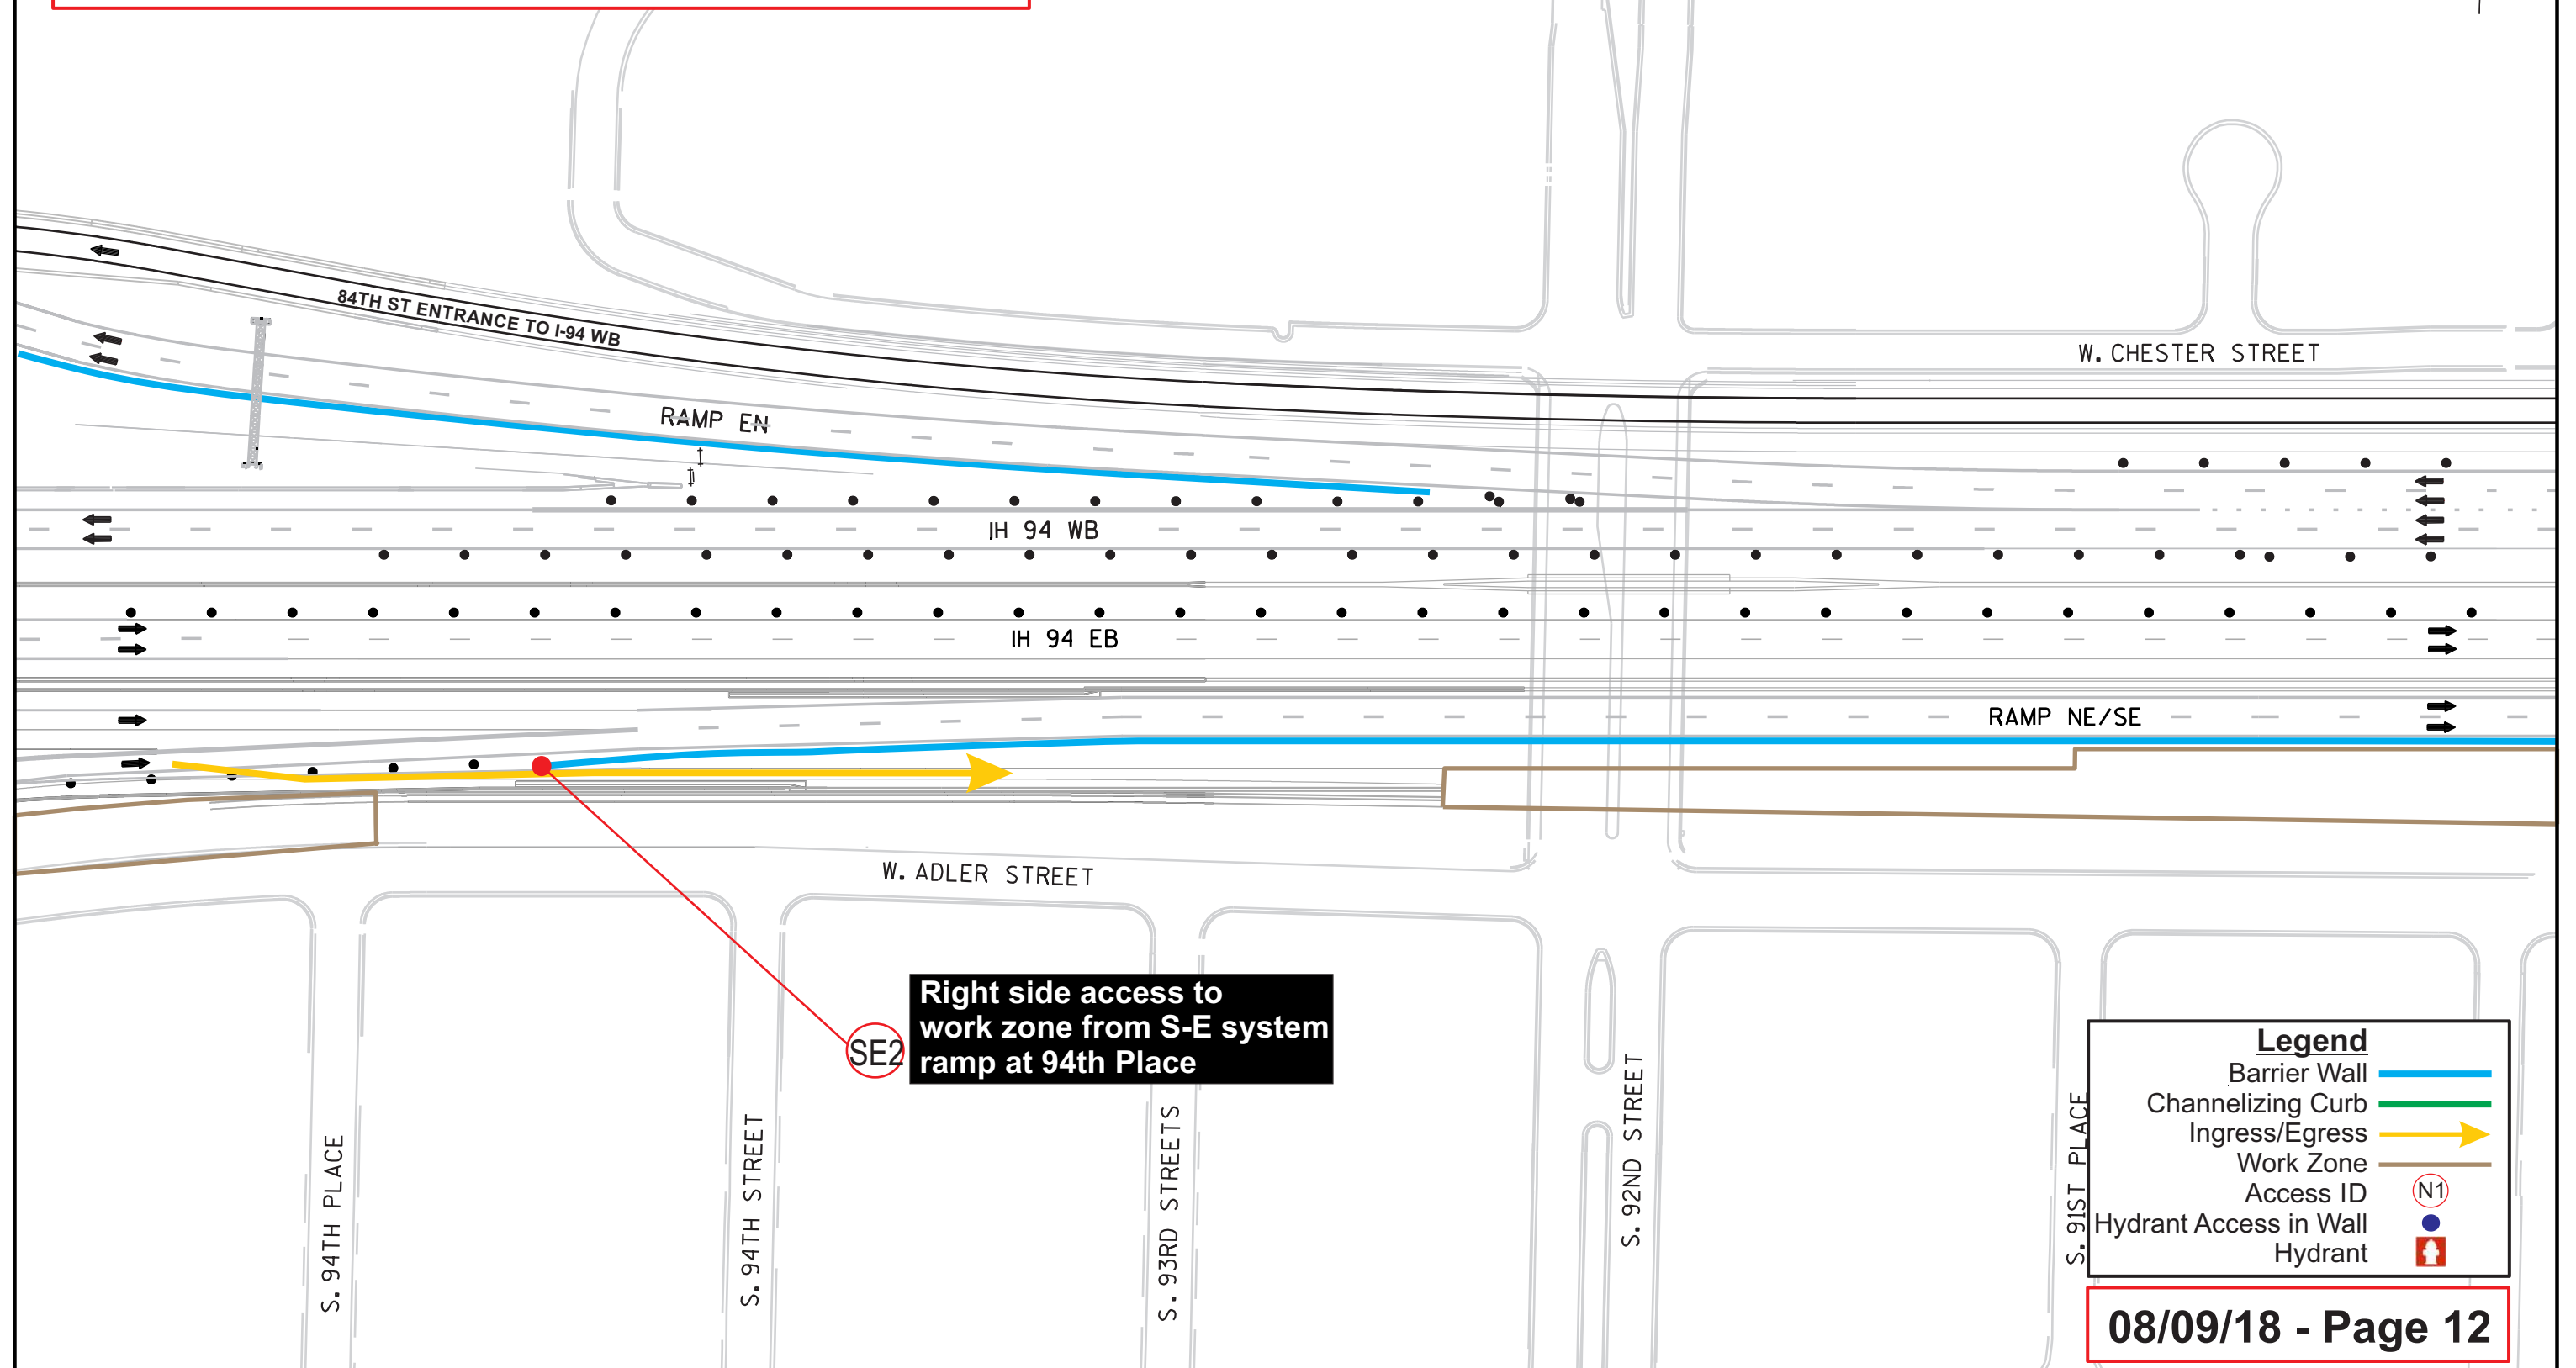 84TH ST ENTRANCE TO I-94 WB
W. CHESTER STREET
RAMP EN
IH 94 WB
IH 94 EB
RAMP NE/SE
W. ADLER STREET
SE2
Right side access to
work zone from S-E system
ramp at 94th Place
S. 94TH PLACE
S. 94TH STREET
S. 93RD STREETS
S. 92ND STREET
S. 91ST PLACE
Legend
Barrier Wall
Channelizing Curb
Ingress/Egress
Work Zone
Access ID N1
Hydrant Access in Wall
Hydrant
08/09/18 - Page 12